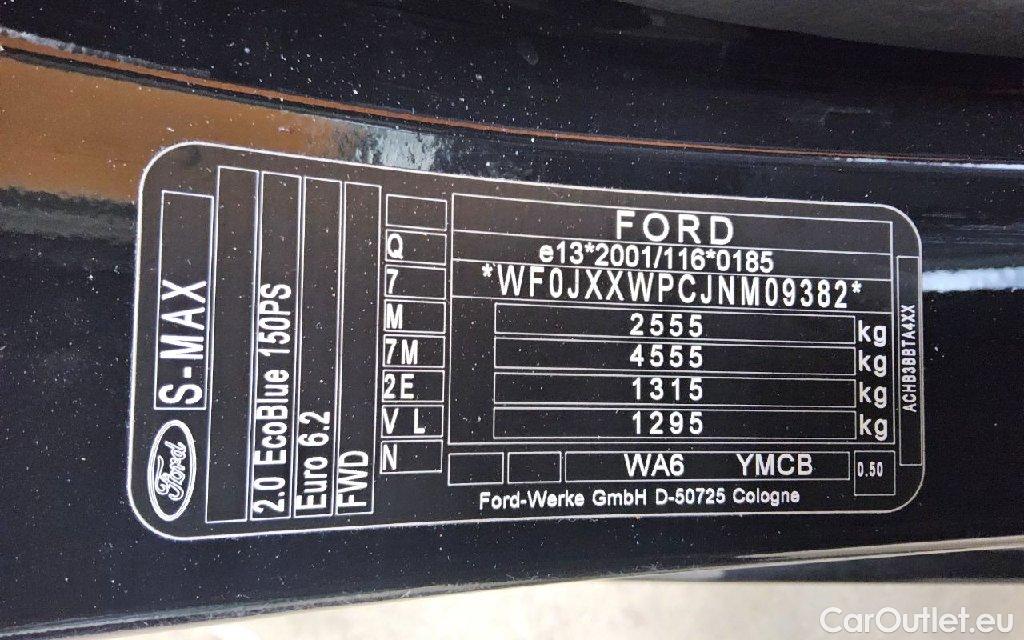 FORD
e13*2001/116*0185
*WF0JXXWPCJNM09382*
2555 kg
4555 kg
1315 kg
1295 kg
WA6 YMCB
0.50
Ford-Werke GmbH D-50725 Cologne
ACHB3BBTA4XX
Q
7
M
7M
2E
V L
N
Ford
S-MAX
2.0 EcoBlue 150PS
Euro 6.2
FWD
CarOutlet.eu